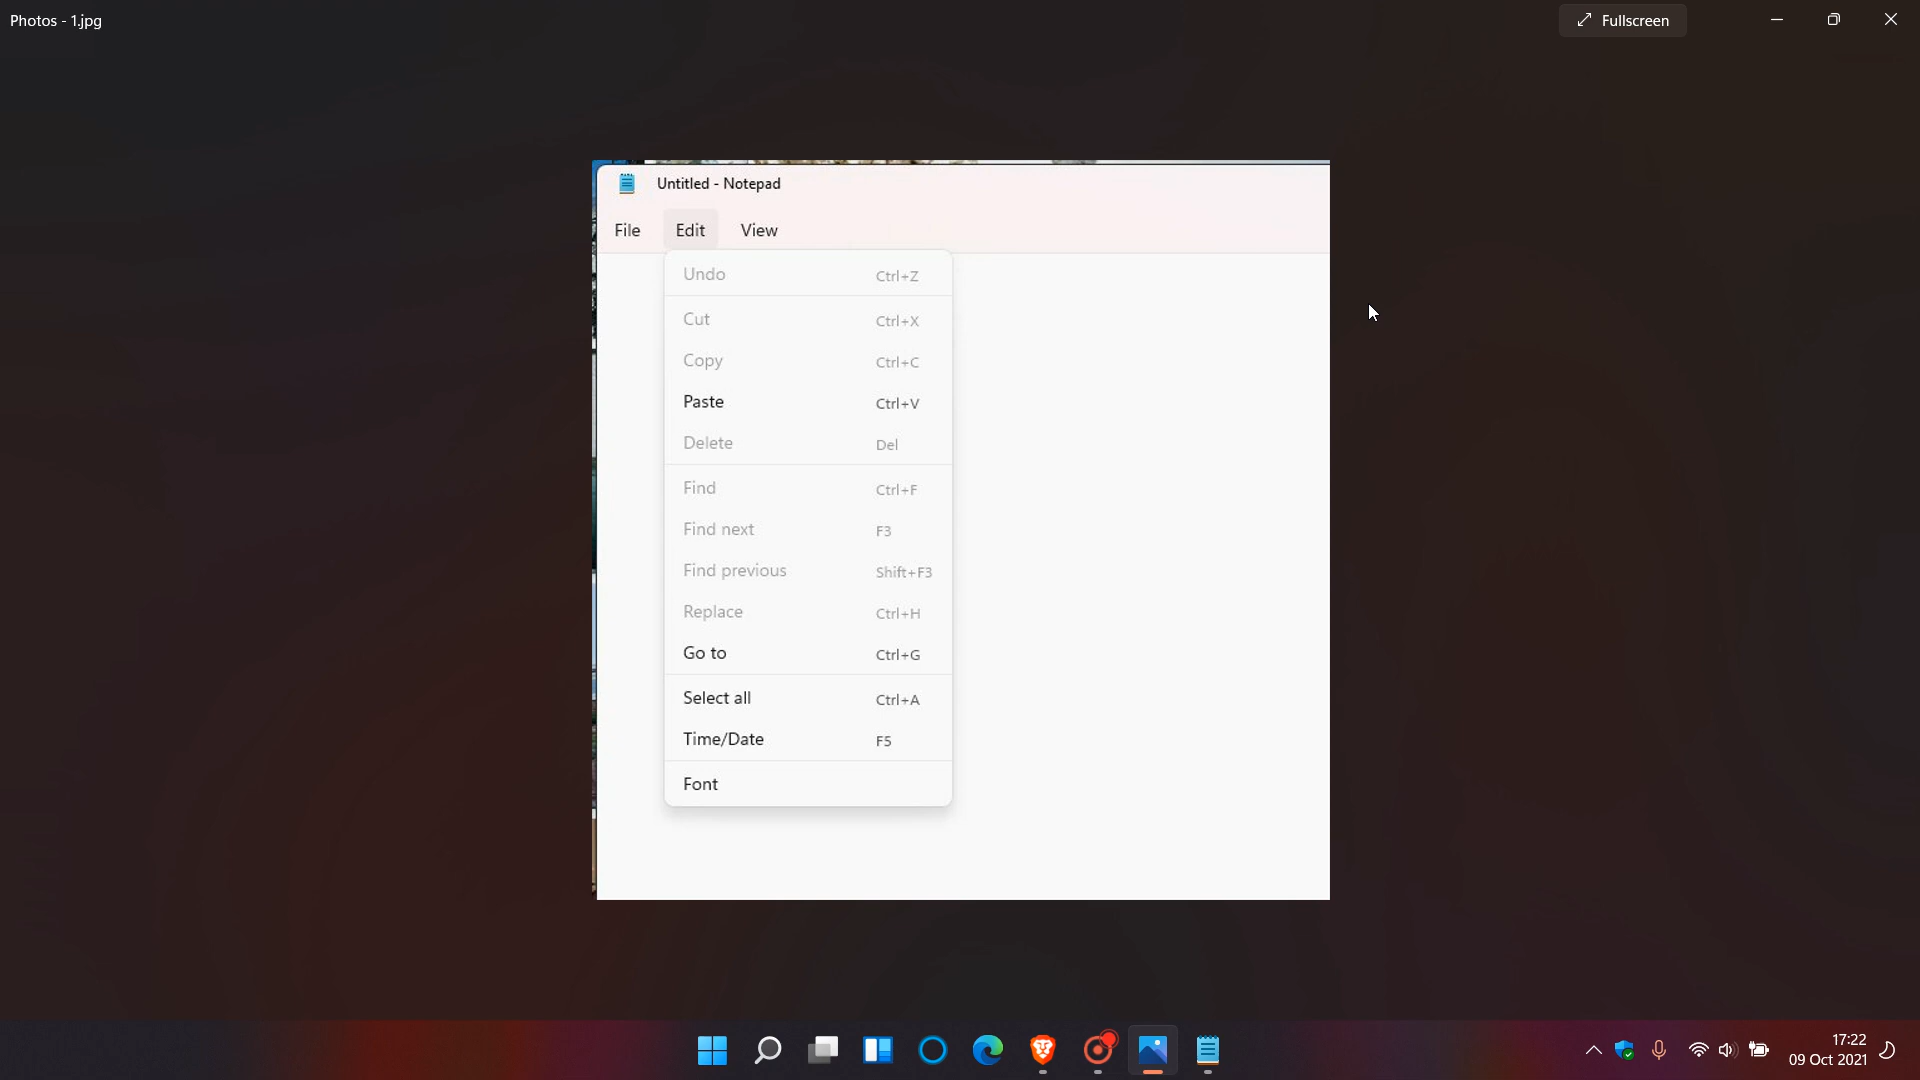 Photos - 1.jpg
Fullscreen
Untitled - Notepad
File Edit View
Undo Ctrl+Z
Cut Ctrl+X
Copy Ctrl+C
Paste Ctrl+V
Delete Del
Find Ctrl+F
Find next F3
Find previous Shift+F3
Replace Ctrl+H
Go to Ctrl+G
Select all Ctrl+A
Time/Date F5
Font
17:22
09 Oct 2021